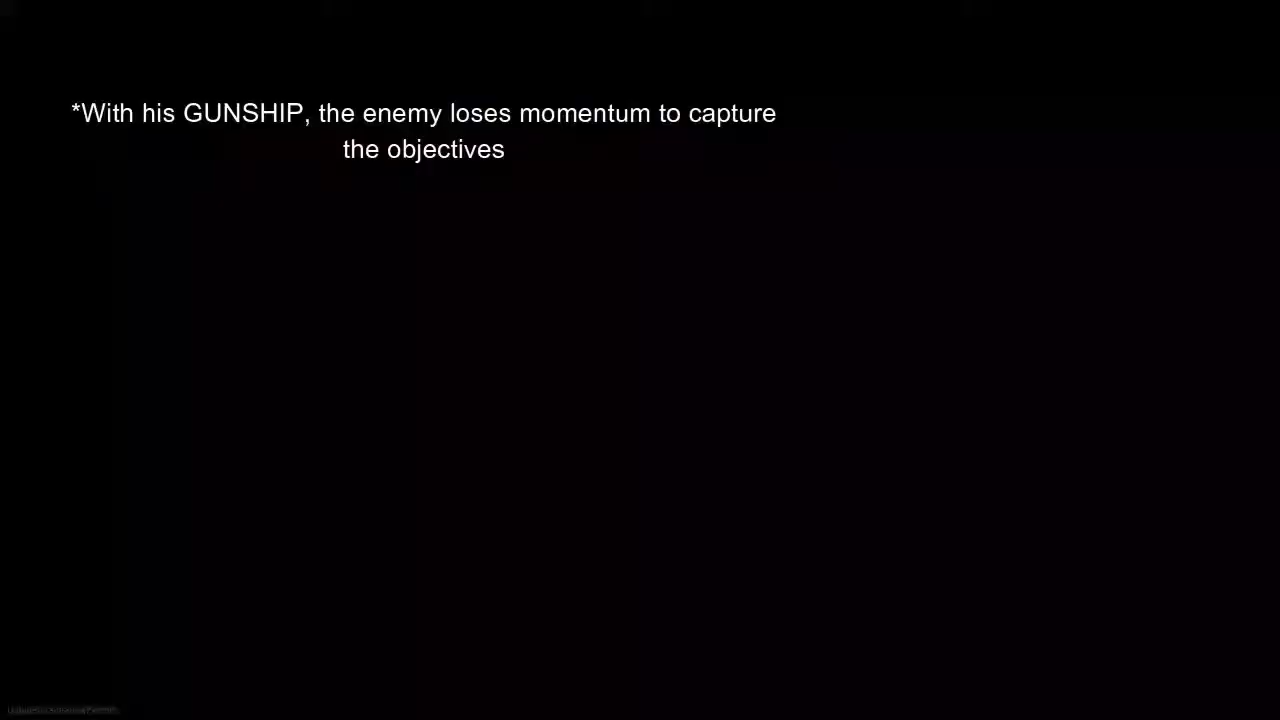 *With his GUNSHIP, the enemy loses momentum to capture
the objectives